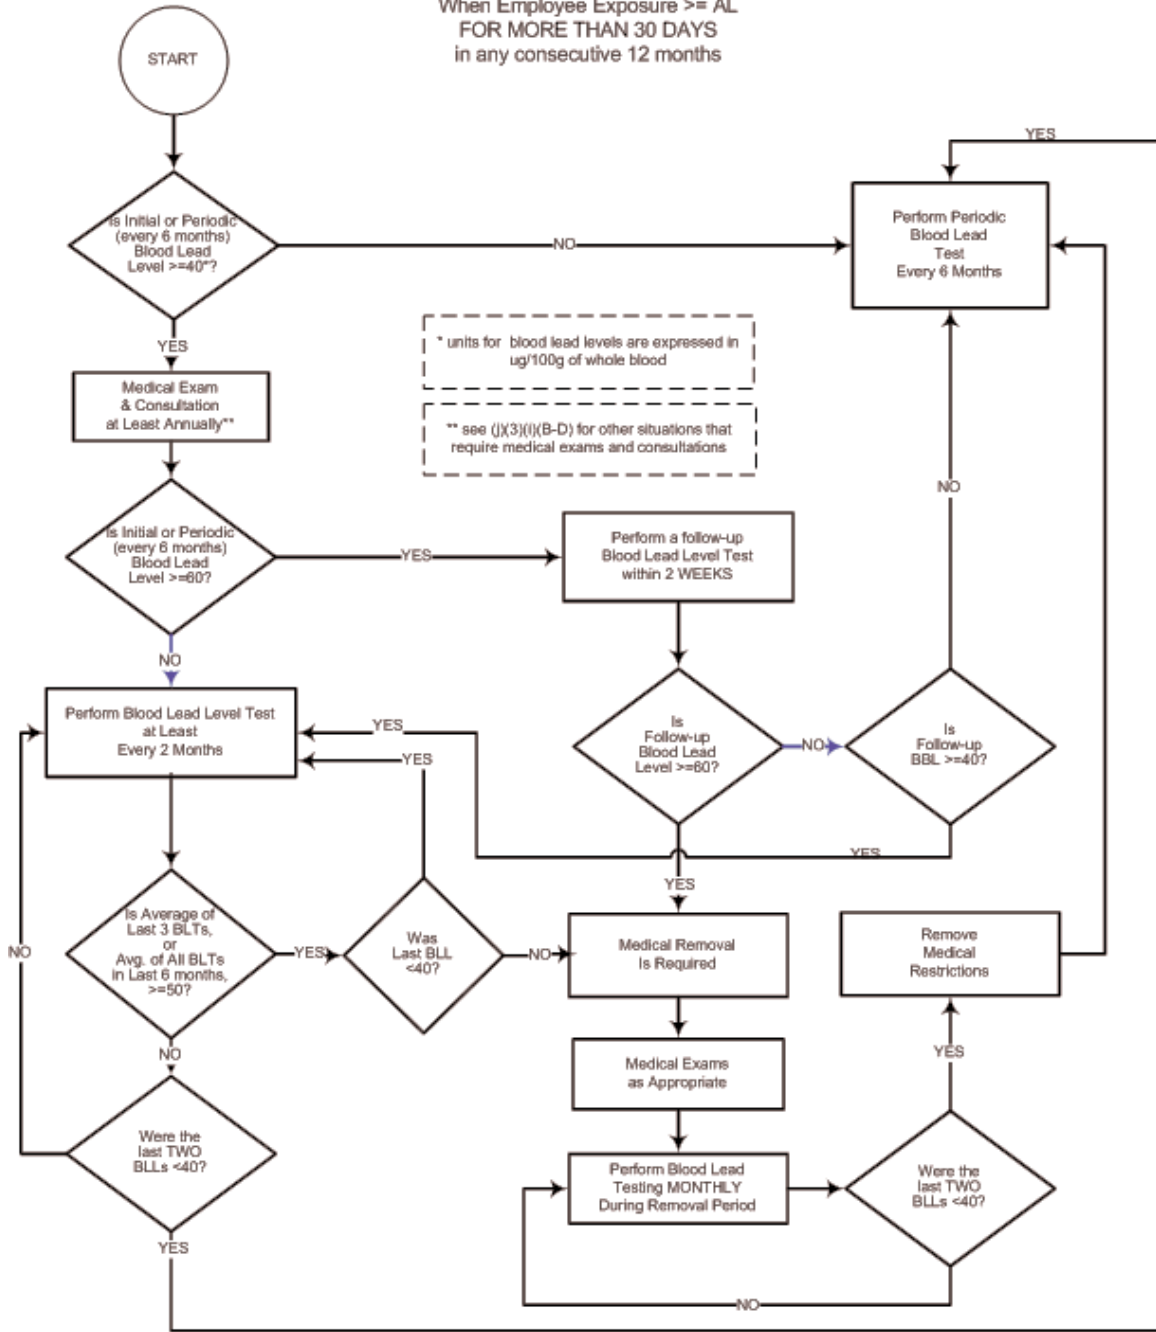 When Employee Exposure >= AL
FOR MORE THAN 30 DAYS
in any consecutive 12 months
START
YES
Is Initial or Periodic
(every 6 months)
Blood Lead
Level >=40*?
NO
Perform Periodic
Blood Lead
Test
Every 6 Months
YES
* units for blood lead levels are expressed in
ug/100g of whole blood
Medical Exam
& Consultation
at Least Annually**
** see (j)(3)(i)(B-D) for other situations that
require medical exams and consultations
NO
Is Initial or Periodic
(every 6 months)
Blood Lead
Level >=60?
YES
Perform a follow-up
Blood Lead Level Test
within 2 WEEKS
NO
Perform Blood Lead Level Test
at Least
Every 2 Months
YES
YES
Is
Follow-up
Blood Lead
Level >=60?
NO
Is
Follow-up
BBL >=40?
YES
YES
NO
Is Average of
Last 3 BLTs,
or
Avg. of All BLTs
in Last 6 months,
>=50?
YES
Was
Last BLL
<40?
NO
Medical Removal
Is Required
Remove
Medical
Restrictions
NO
Medical Exams
as Appropriate
YES
Were the
last TWO
BLLs <40?
Perform Blood Lead
Testing MONTHLY
During Removal Period
Were the
last TWO
BLLs <40?
YES
NO